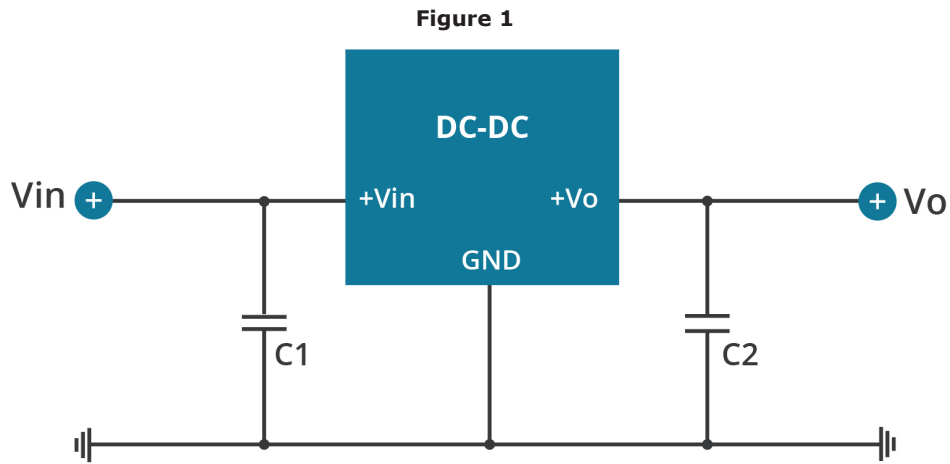 Figure 1
DC-DC
Vin + +Vin +Vo + Vo
GND
C1 C2